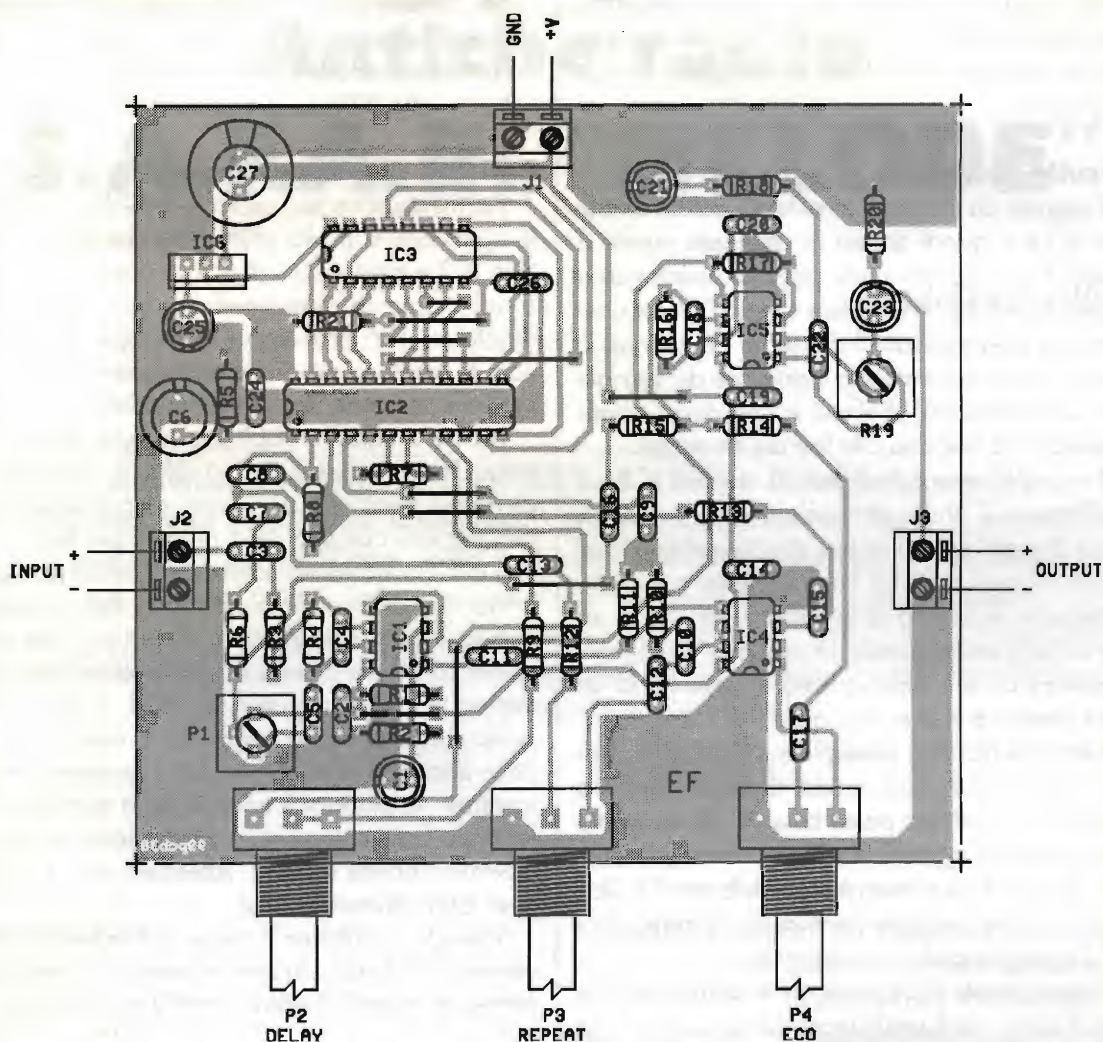 GND
+V
C27
J1
C21
R18
R20
C20
IC6
IC3
R17
C26
C23
C25
R21
R16
C18
IC5
C22
R5
C24
C19
C6
IC2
R19
R15
R14
C8
R7
R8
C16
C9
R13
C7
J2
J3
+
C3
+
INPUT
C13
C14
OUTPUT
-
-
R6
R3
R4
C4
IC1
R9
R12
R11
R10
C10
IC4
C15
C11
C12
R1
C5
C2
C17
P1
R2
C1
EF
99pcb38
P2
DELAY
P3
REPEAT
P4
ECO